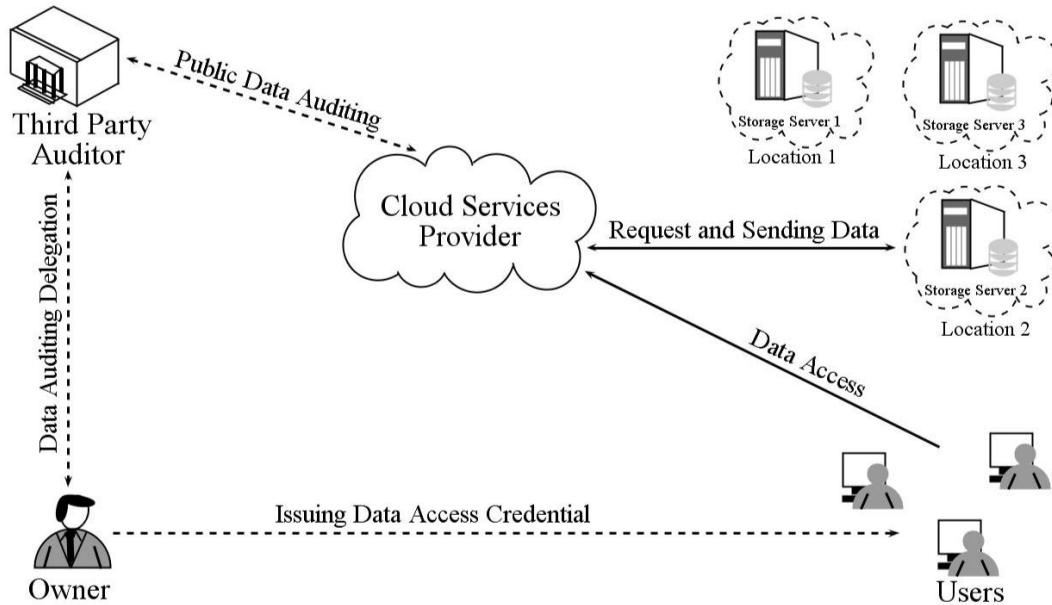 Public Data Auditing
Third Party
Auditor
Storage Server 1
Location 1
Storage Server 3
Location 3
Cloud Services
Provider
Request and Sending Data
Storage Server 2
Location 2
Data Auditing Delegation
Data Access
Issuing Data Access Credential
Owner
Users